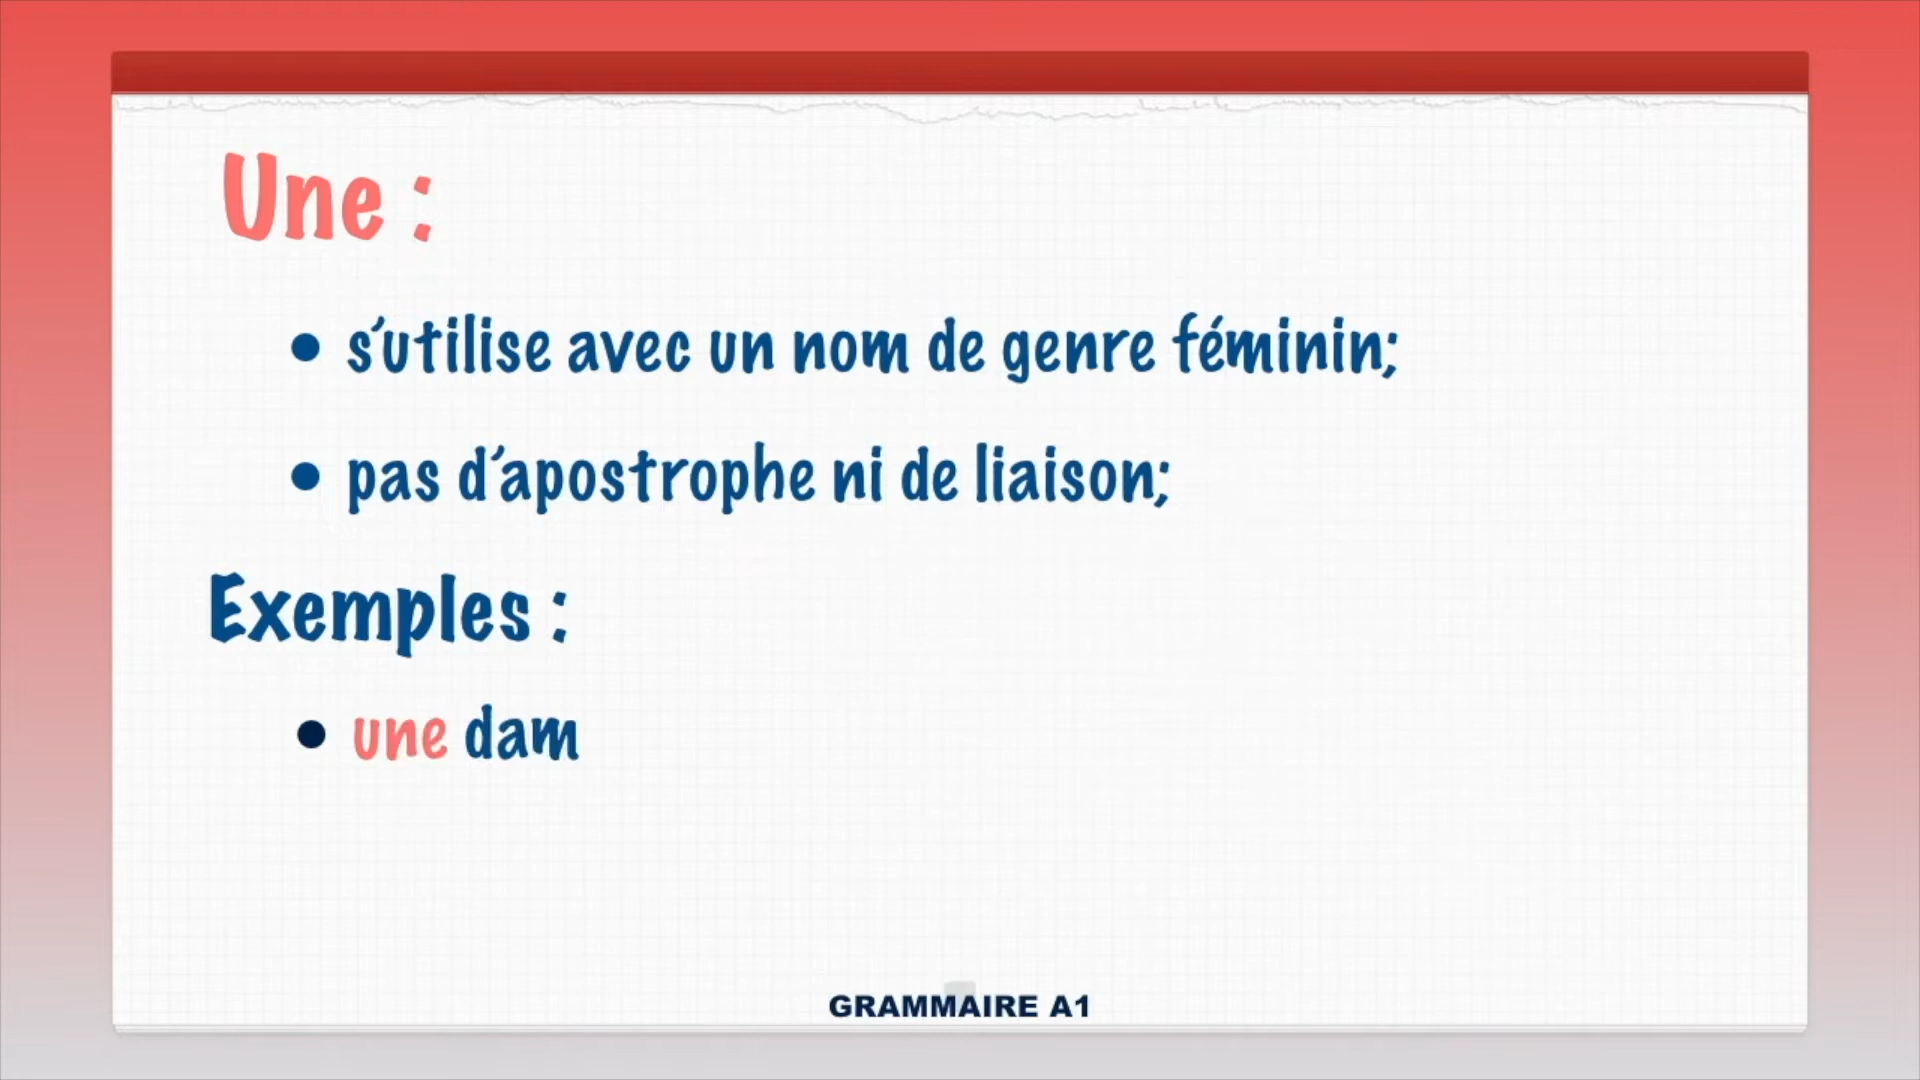 Une :
• s'utilise avec un nom de genre féminin;
• pas d'apostrophe ni de liaison;
Exemples :
• une dam
GRAMMAIRE A1